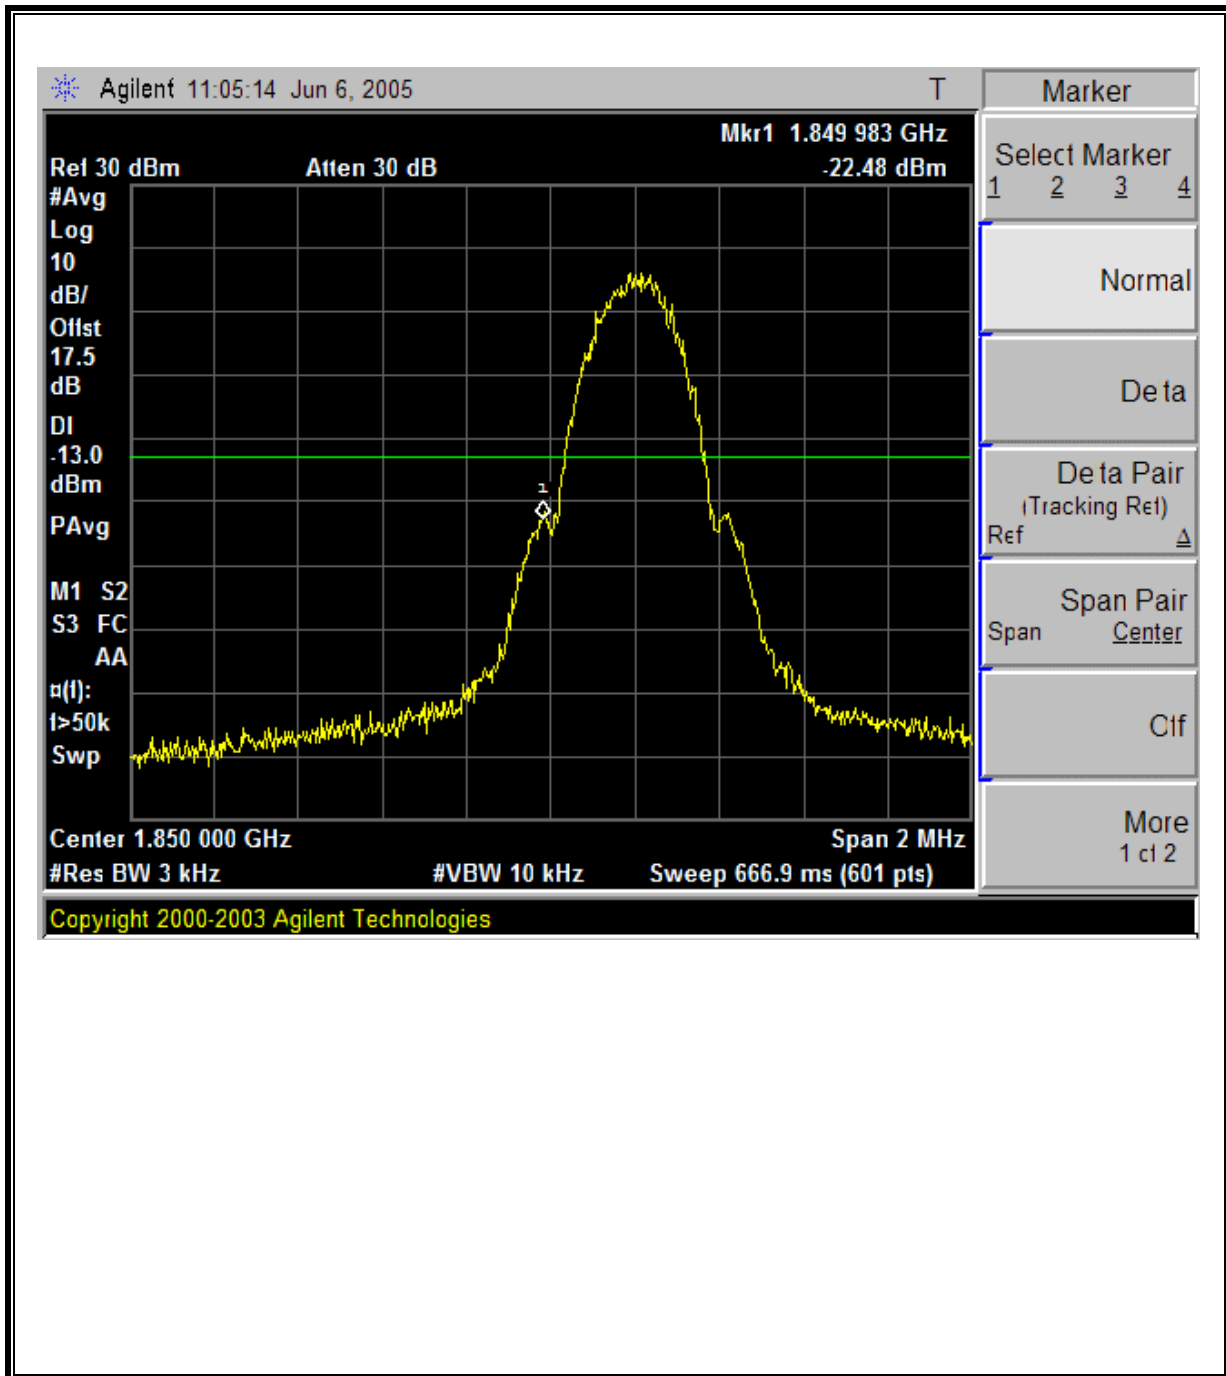 Agilent 11:05:14 Jun 6, 2005 T
Mkr1 1.849 983 GHz
Ref 30 dBm Atten 30 dB -22.48 dBm
#Avg
Log
10
dB/
Offst
17.5
dB
DI
-13.0
dBm
PAvg
M1 S2
S3 FC
AA
¤(f):
f>50k
Swp
1
Center 1.850 000 GHz Span 2 MHz
#Res BW 3 kHz #VBW 10 kHz Sweep 666.9 ms (601 pts)
Copyright 2000-2003 Agilent Technologies
Marker
Select Marker
1 2 3 4
Normal
Delta
Delta Pair
(Tracking Ref)
Ref Δ
Span Pair
Span Center
Off
More
1 of 2